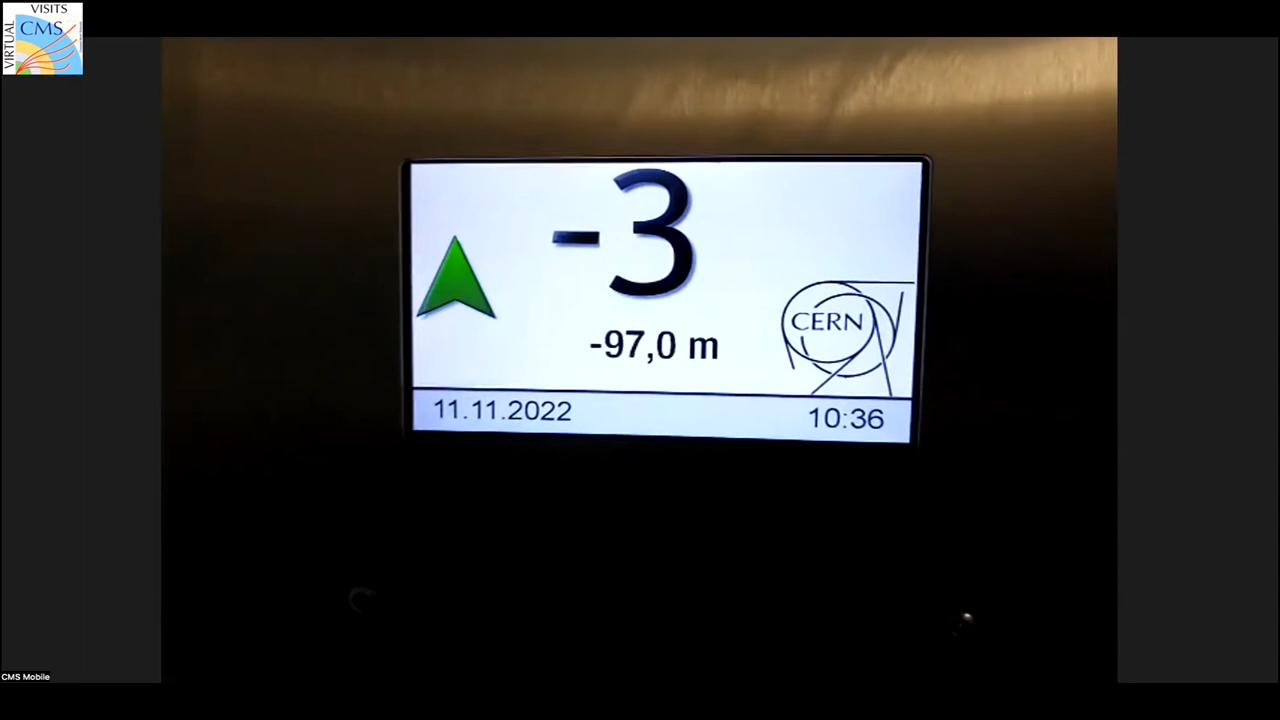 VISITS
CMS
VIRTUAL
-3
-97,0 m
CERN
11.11.2022
10:36
CMS Mobile